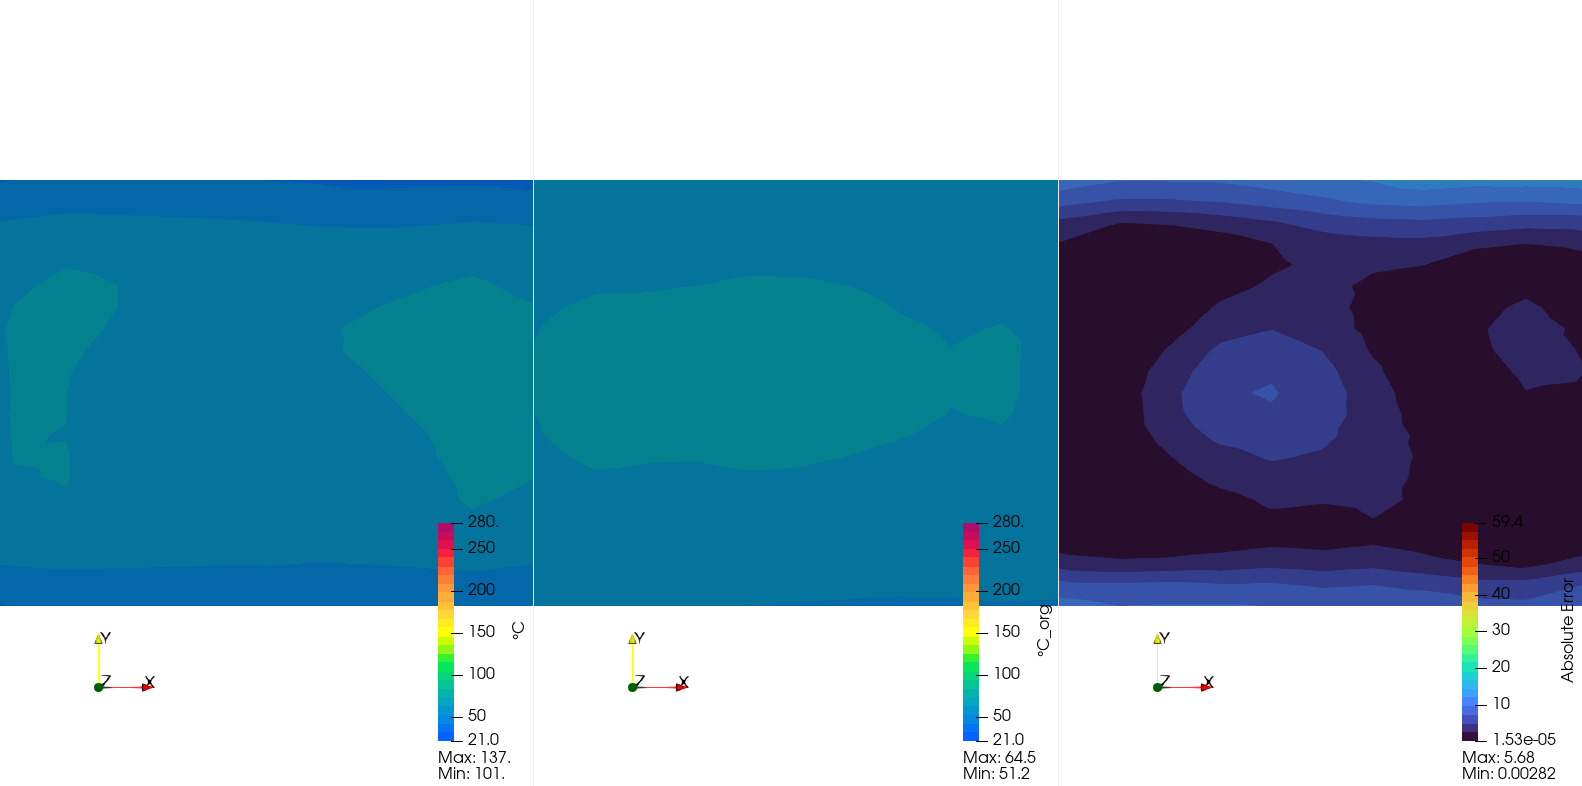 280.
250
200
150
100
50
21.0
°C
Max: 137.
Min: 101.
Y
Z
X
280.
250
200
150
100
50
21.0
°C_org
Max: 64.5
Min: 51.2
Y
Z
X
59.4
50
40
30
20
10
1.53e-05
Absolute Error
Max: 5.68
Min: 0.00282
Y
Z
X